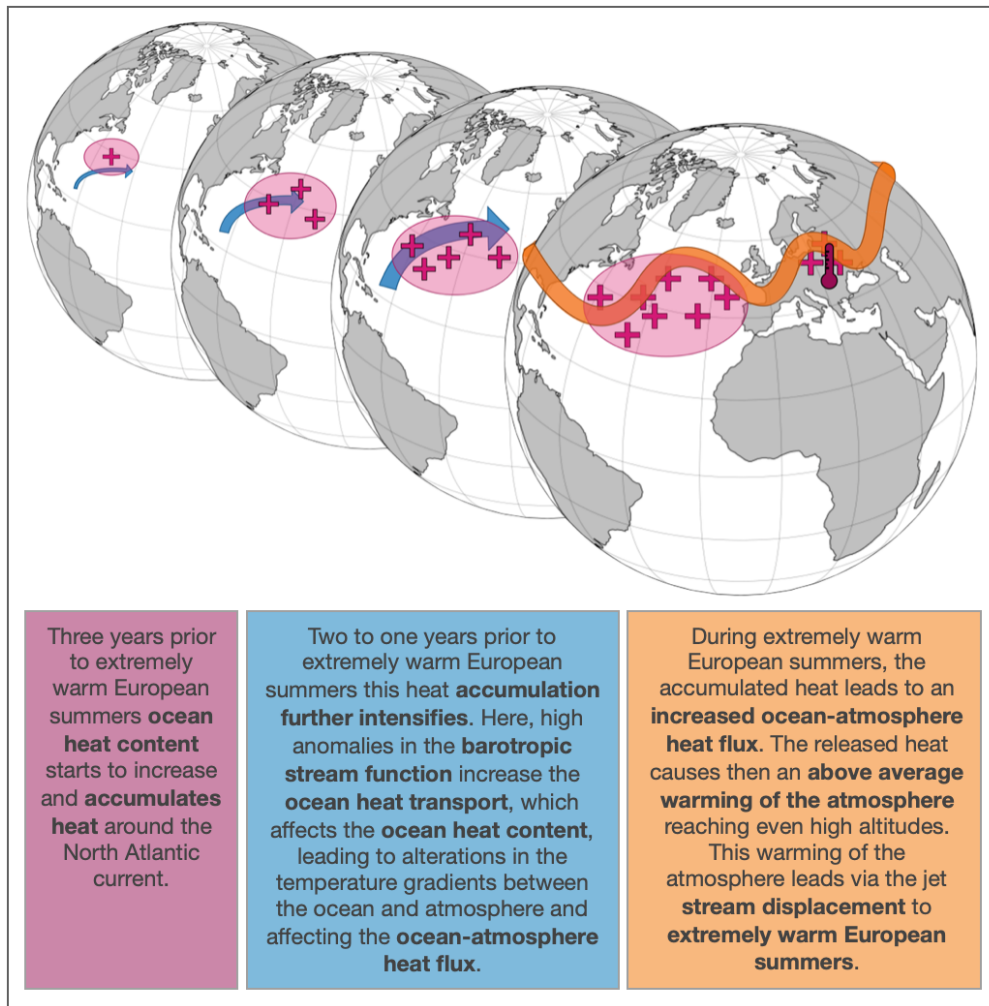 Three years prior
to extremely
warm European
summers ocean
heat content
starts to increase
and accumulates
heat around the
North Atlantic
current.
Two to one years prior to
extremely warm European
summers this heat accumulation
further intensifies. Here, high
anomalies in the barotropic
stream function increase the
ocean heat transport, which
affects the ocean heat content,
leading to alterations in the
temperature gradients between
the ocean and atmosphere and
affecting the ocean-atmosphere
heat flux.
During extremely warm
European summers, the
accumulated heat leads to an
increased ocean-atmosphere
heat flux. The released heat
causes then an above average
warming of the atmosphere
reaching even high altitudes.
This warming of the
atmosphere leads via the jet
stream displacement to
extremely warm European
summers.